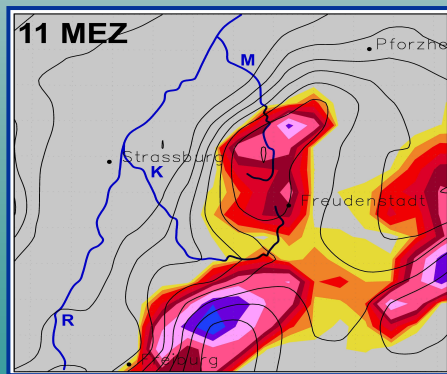 11 MEZ
M
Pforzhe
Strassburg
K
Freudenstadt
R
Freiburg